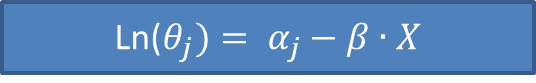 Ln(θⱼ) = αⱼ − β · X